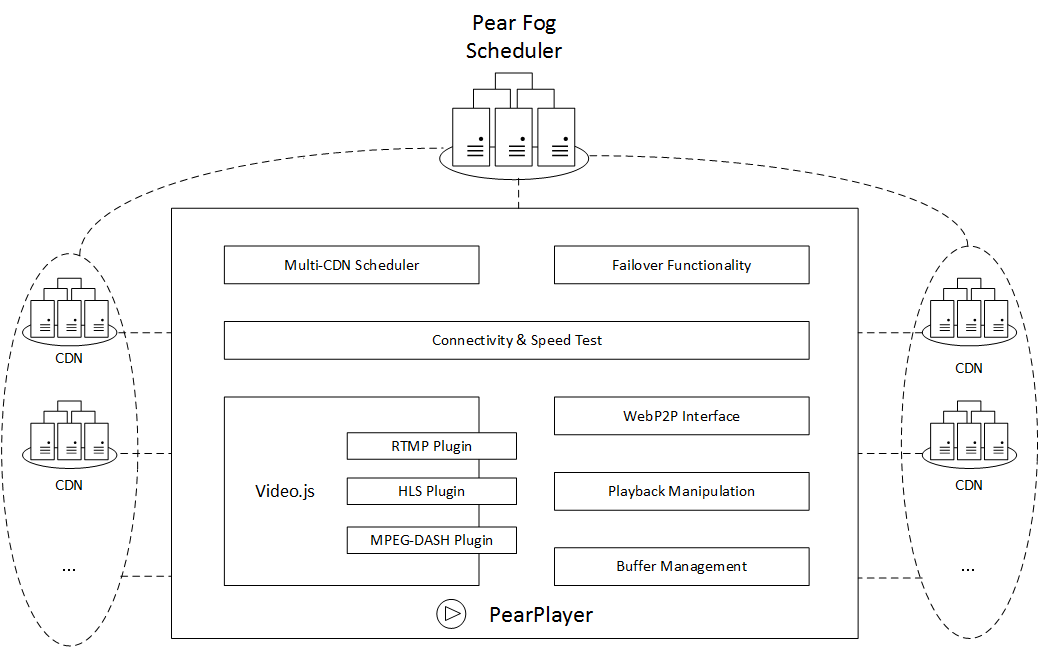 Pear Fog
Scheduler
Multi-CDN Scheduler
Failover Functionality
Connectivity & Speed Test
CDN
CDN
WebP2P Interface
RTMP Plugin
Video.js
HLS Plugin
Playback Manipulation
CDN
CDN
MPEG-DASH Plugin
Buffer Management
...
...
PearPlayer